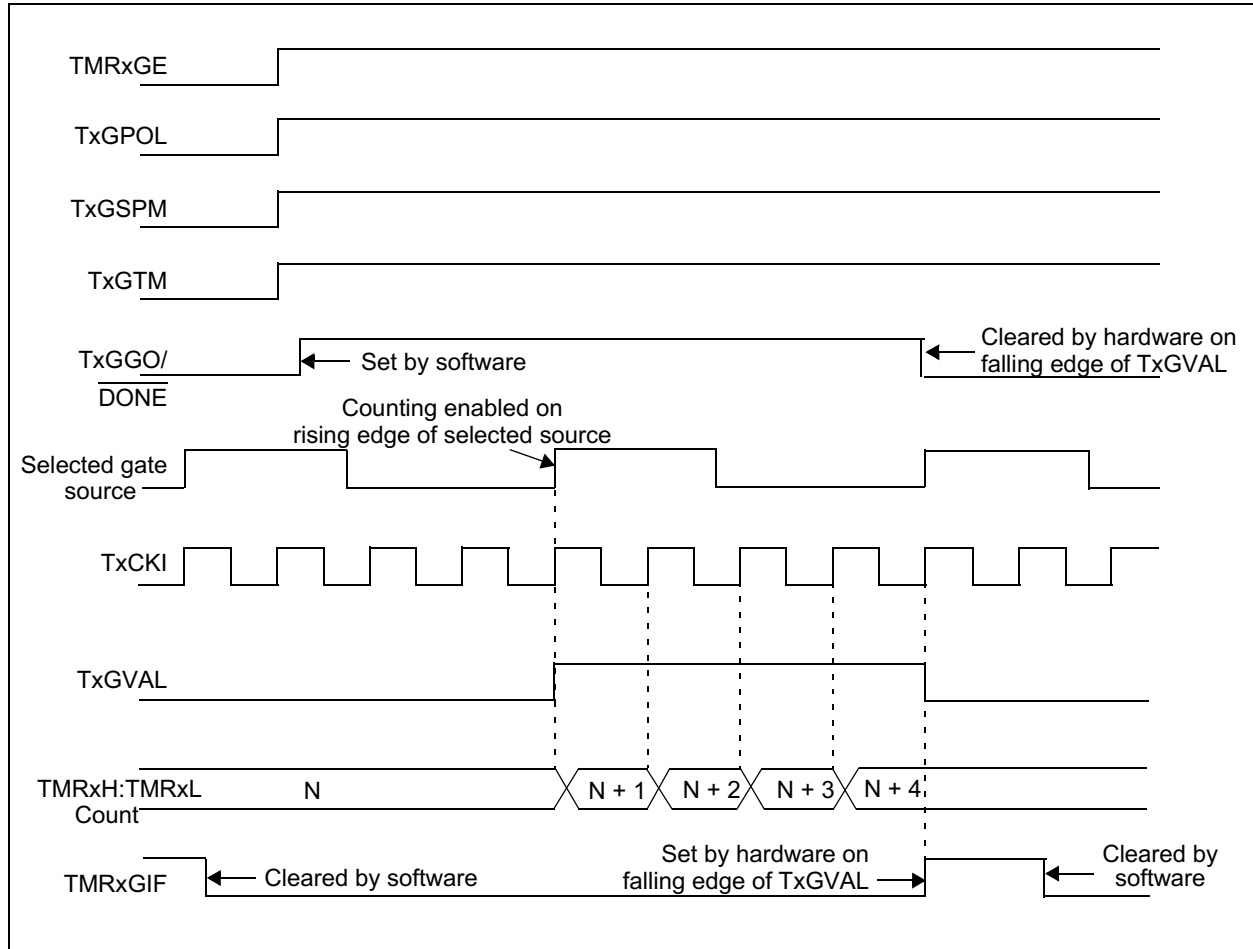 TMRxGE
TxGPOL
TxGSPM
TxGTM
TxGGO/
DONE
Set by software
Cleared by hardware on
falling edge of TxGVAL
Counting enabled on
rising edge of selected source
Selected gate
source
TxCKI
TxGVAL
TMRxH:TMRxL
Count
N
N + 1
N + 2
N + 3
N + 4
TMRxGIF
Cleared by software
Set by hardware on
falling edge of TxGVAL
Cleared by
software